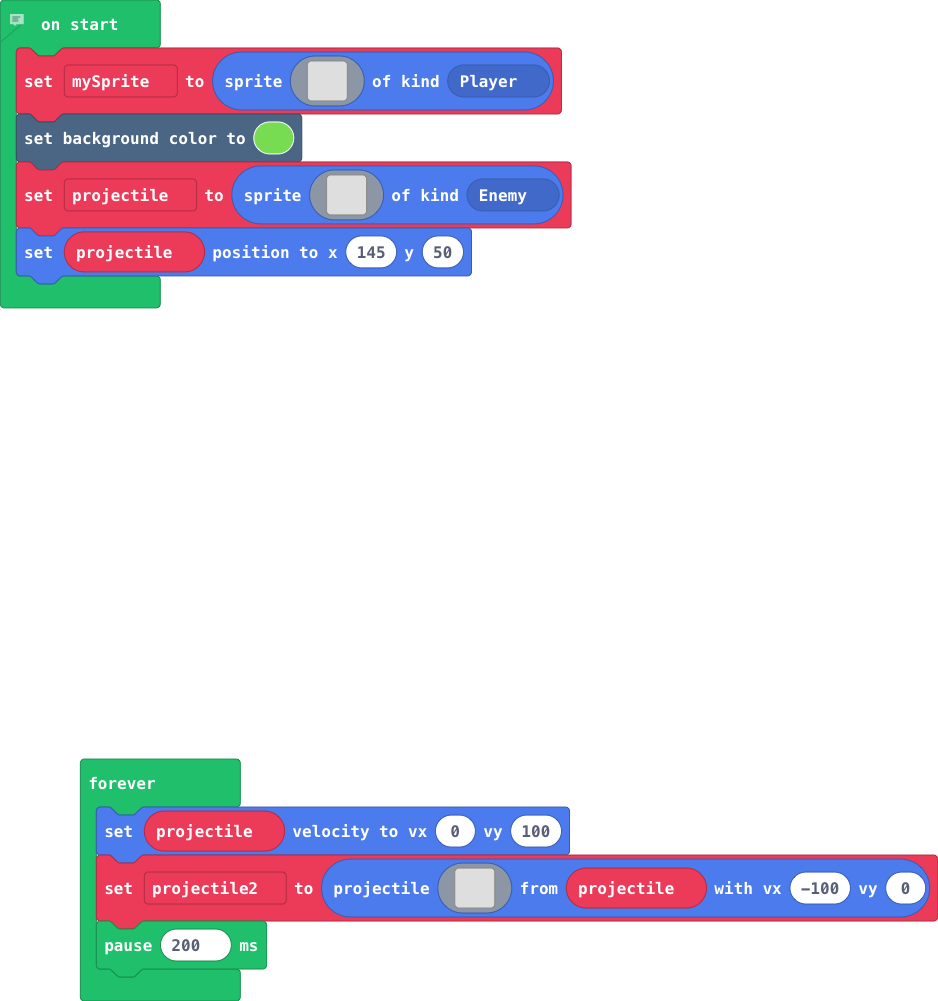 on start
set mySprite to sprite of kind Player
set background color to
set projectile to sprite of kind Enemy
set projectile position to x 145 y 50
forever
set projectile velocity to vx 0 vy 100
set projectile2 to projectile from projectile with vx -100 vy 0
pause 200 ms